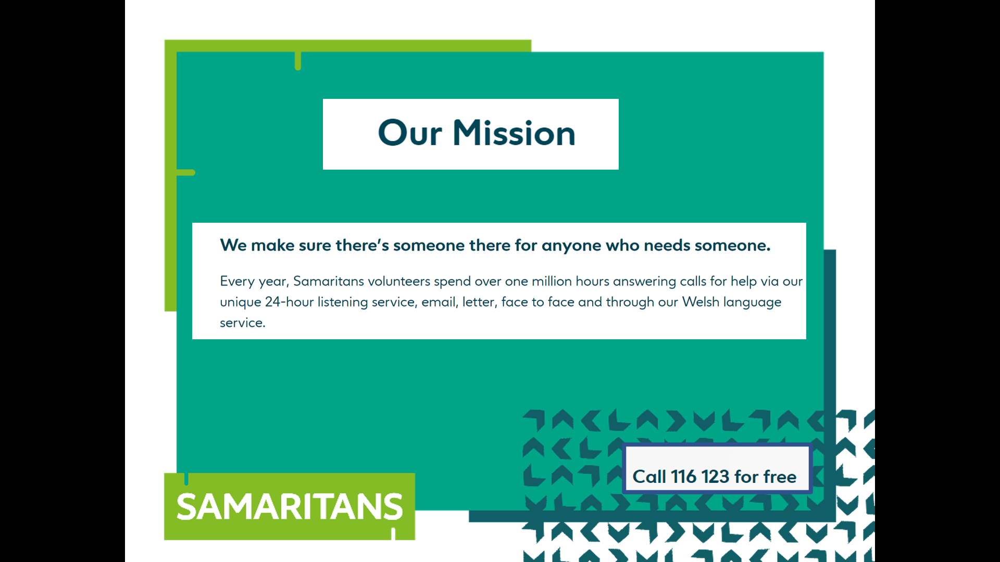 Our Mission
We make sure there's someone there for anyone who needs someone.
Every year, Samaritans volunteers spend over one million hours answering calls for help via our
unique 24-hour listening service, email, letter, face to face and through our Welsh language
service.
Call 116 123 for free
SAMARITANS